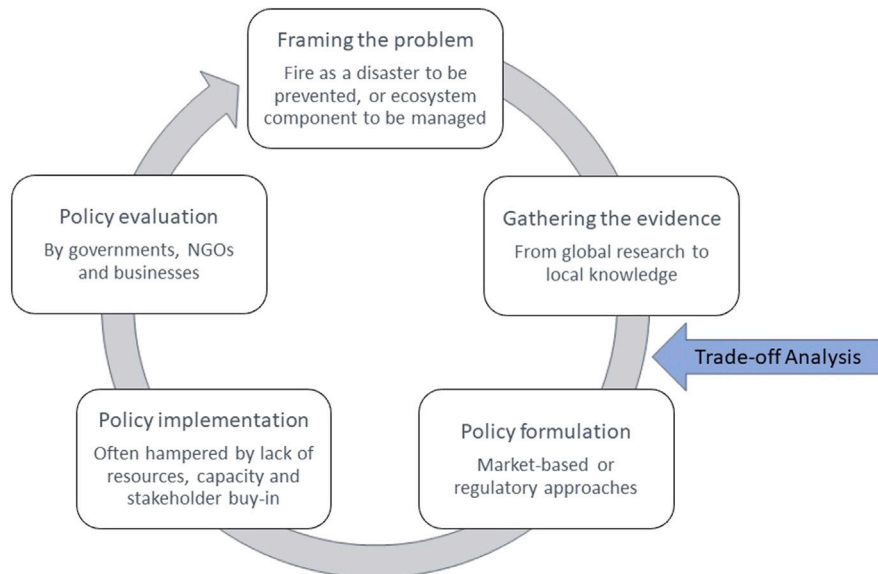 Framing the problem
Fire as a disaster to be
prevented, or ecosystem
component to be managed
Gathering the evidence
From global research to
local knowledge
Trade-off Analysis
Policy formulation
Market-based or
regulatory approaches
Policy implementation
Often hampered by lack of
resources, capacity and
stakeholder buy-in
Policy evaluation
By governments, NGOs
and businesses